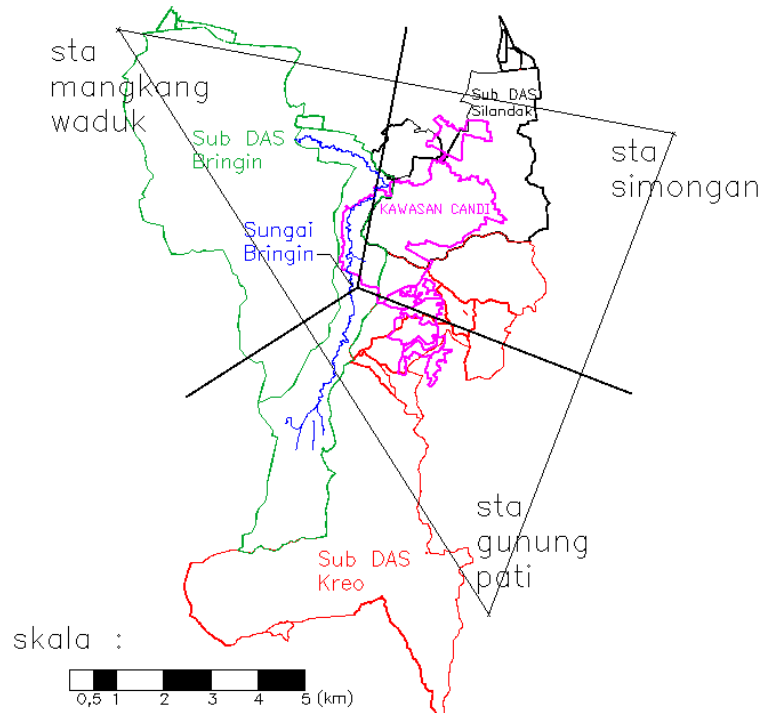 sta
mangkang
waduk
Sub DAS
Silandak
sta
simongan
Sub DAS
Bringin
KAWASAN CANDI
Sungai
Bringin
sta
gunung
pati
Sub DAS
Kreo
skala :
0,5 1 2 3 4 5 (km)